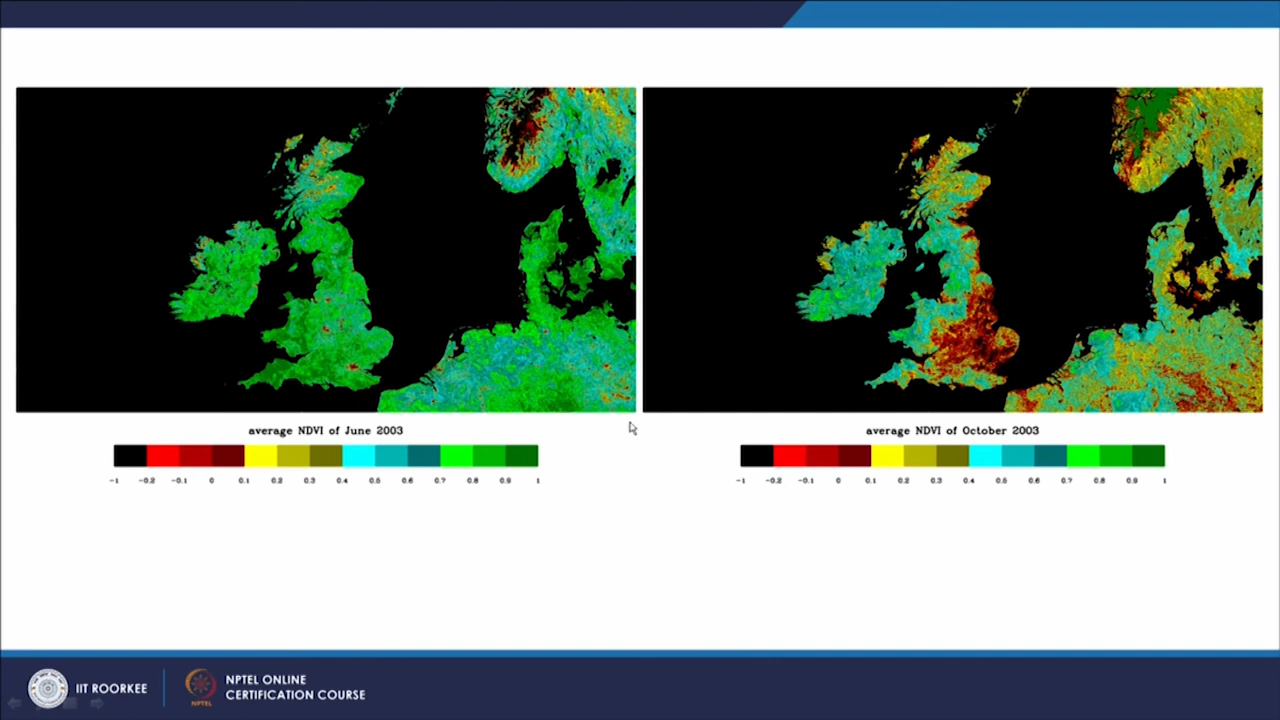 average NDVI of June 2003
-1 -0.2 -0.1 0 0.1 0.2 0.3 0.4 0.5 0.6 0.7 0.8 0.9 1
average NDVI of October 2003
-1 -0.2 -0.1 0 0.1 0.2 0.3 0.4 0.5 0.6 0.7 0.8 0.9 1
IIT ROORKEE
NPTEL
NPTEL ONLINE
CERTIFICATION COURSE